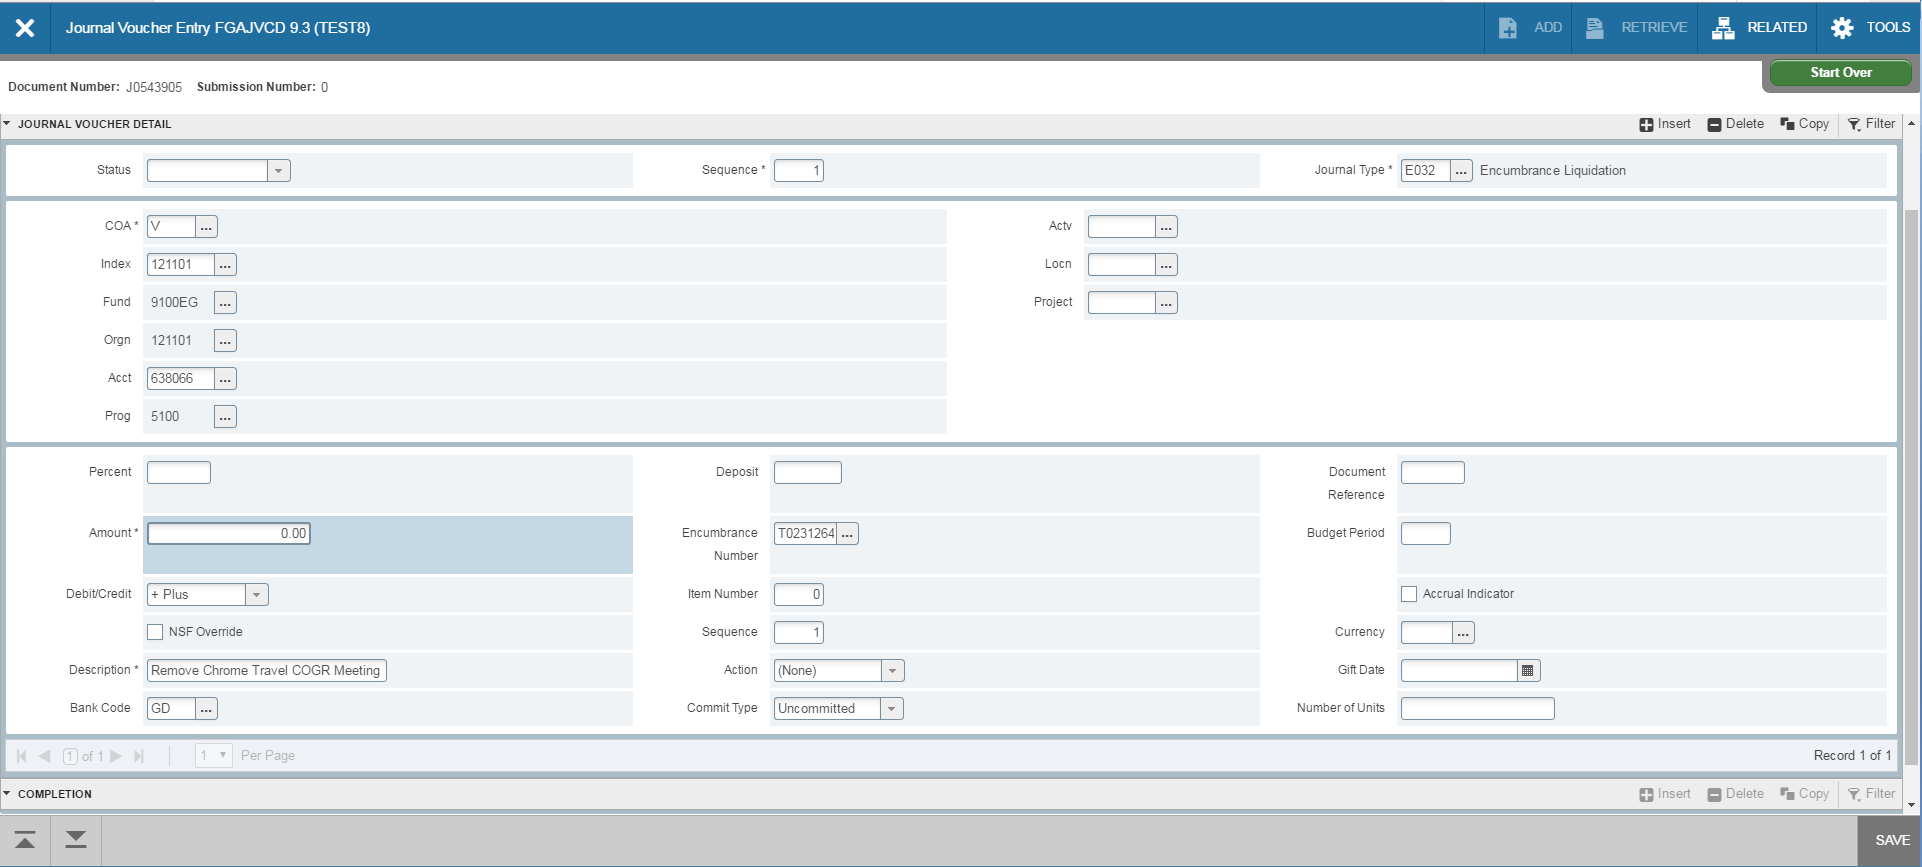 Journal Voucher Entry FGAJVCD 9.3 (TEST8) ADD RETRIEVE RELATED TOOLS
Start Over
Document Number: J0543905 Submission Number: 0
JOURNAL VOUCHER DETAIL Insert Delete Copy Filter
Status Sequence * 1 Journal Type * E032 ... Encumbrance Liquidation
COA * V ... Actv ...
Index 121101 ... Locn ...
Fund 9100EG ... Project ...
Orgn 121101 ...
Acct 638066 ...
Prog 5100 ...
Percent Deposit Document
Reference
Amount * 0.00 Encumbrance T0231264 ... Budget Period
Number
Debit/Credit + Plus Item Number 0 Accrual Indicator
NSF Override Sequence 1 Currency ...
Description * Remove Chrome Travel COGR Meeting Action (None) Gift Date
Bank Code GD ... Commit Type Uncommitted Number of Units
1 of 1 1 Per Page Record 1 of 1
COMPLETION Insert Delete Copy Filter
SAVE